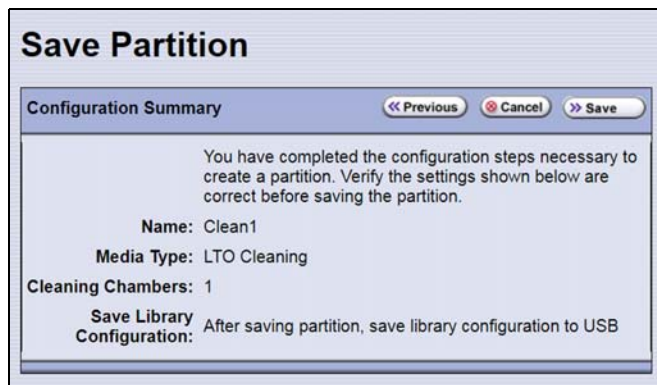 Save Partition
Configuration Summary Previous Cancel Save
You have completed the configuration steps necessary to
create a partition. Verify the settings shown below are
correct before saving the partition.
Name: Clean1
Media Type: LTO Cleaning
Cleaning Chambers: 1
Save Library
Configuration: After saving partition, save library configuration to USB